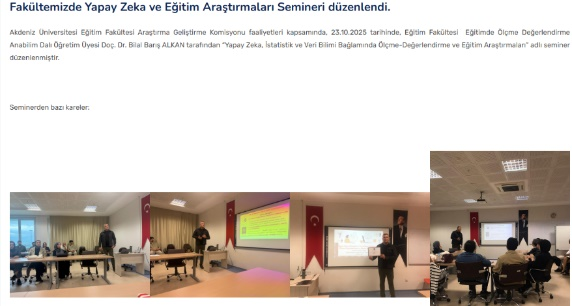 Fakültemizde Yapay Zeka ve Eğitim Araştırmaları Semineri düzenlendi.
Akdeniz Üniversitesi Eğitim Fakültesi Araştırma Geliştirme Komisyonu faaliyetleri kapsamında, 23.10.2025 tarihinde, Eğitim Fakültesi Eğitimde Ölçme Değerlendirme
Anabilim Dalı Öğretim Üyesi Doç. Dr. Bilal Barış ALKAN tarafından "Yapay Zeka, İstatistik ve Veri Bilimi Bağlamında Ölçme-Değerlendirme ve Eğitim Araştırmaları" adlı seminer
düzenlenmiştir.
Seminerden bazı kareler: